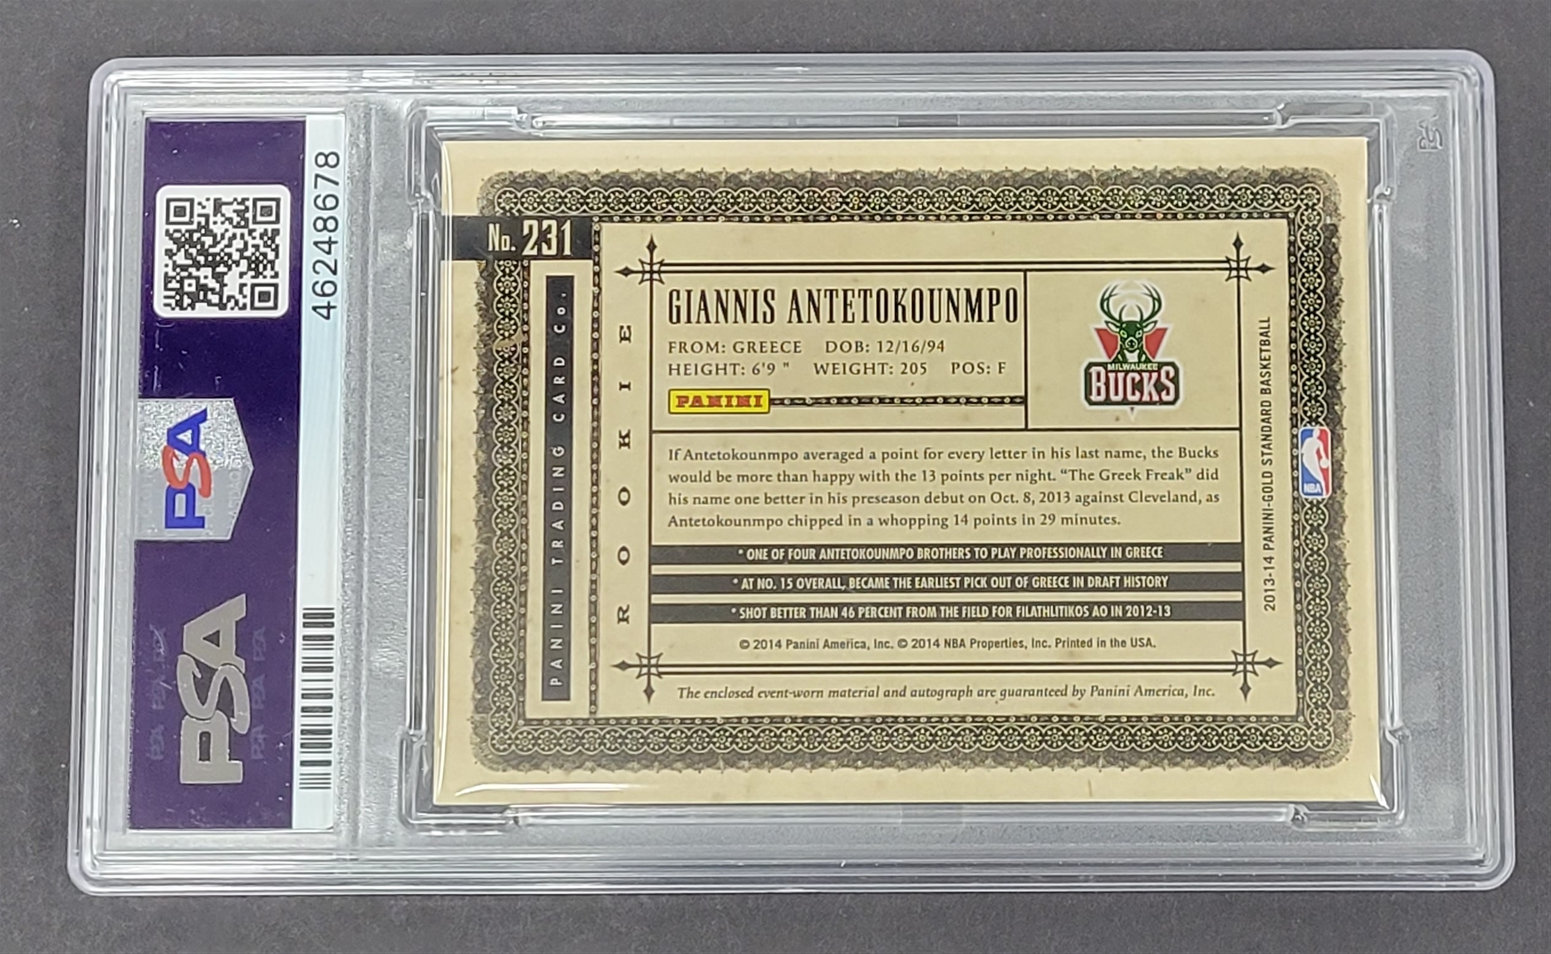 46248678
PSA
PSA
No. 231
PANINI TRADING CARD Co.
ROOKIE
GIANNIS ANTETOKOUNMPO
FROM: GREECE DOB: 12/16/94
HEIGHT: 6'9 " WEIGHT: 205 POS: F
PANINI
MILWAUKEE
BUCKS
If Antetokounmpo averaged a point for every letter in his last name, the Bucks
would be more than happy with the 13 points per night. “The Greek Freak” did
his name one better in his preseason debut on Oct. 8, 2013 against Cleveland, as
Antetokounmpo chipped in a whopping 14 points in 29 minutes.
* ONE OF FOUR ANTETOKOUNMPO BROTHERS TO PLAY PROFESSIONALLY IN GREECE
* AT NO. 15 OVERALL, BECAME THE EARLIEST PICK OUT OF GREECE IN DRAFT HISTORY
* SHOT BETTER THAN 46 PERCENT FROM THE FIELD FOR FILATHLITIKOS AO IN 2012-13
© 2014 Panini America, Inc. © 2014 NBA Properties, Inc. Printed in the USA.
The enclosed event-worn material and autograph are guaranteed by Panini America, Inc.
2013-14 PANINI-GOLD STANDARD BASKETBALL
NBA
PSA